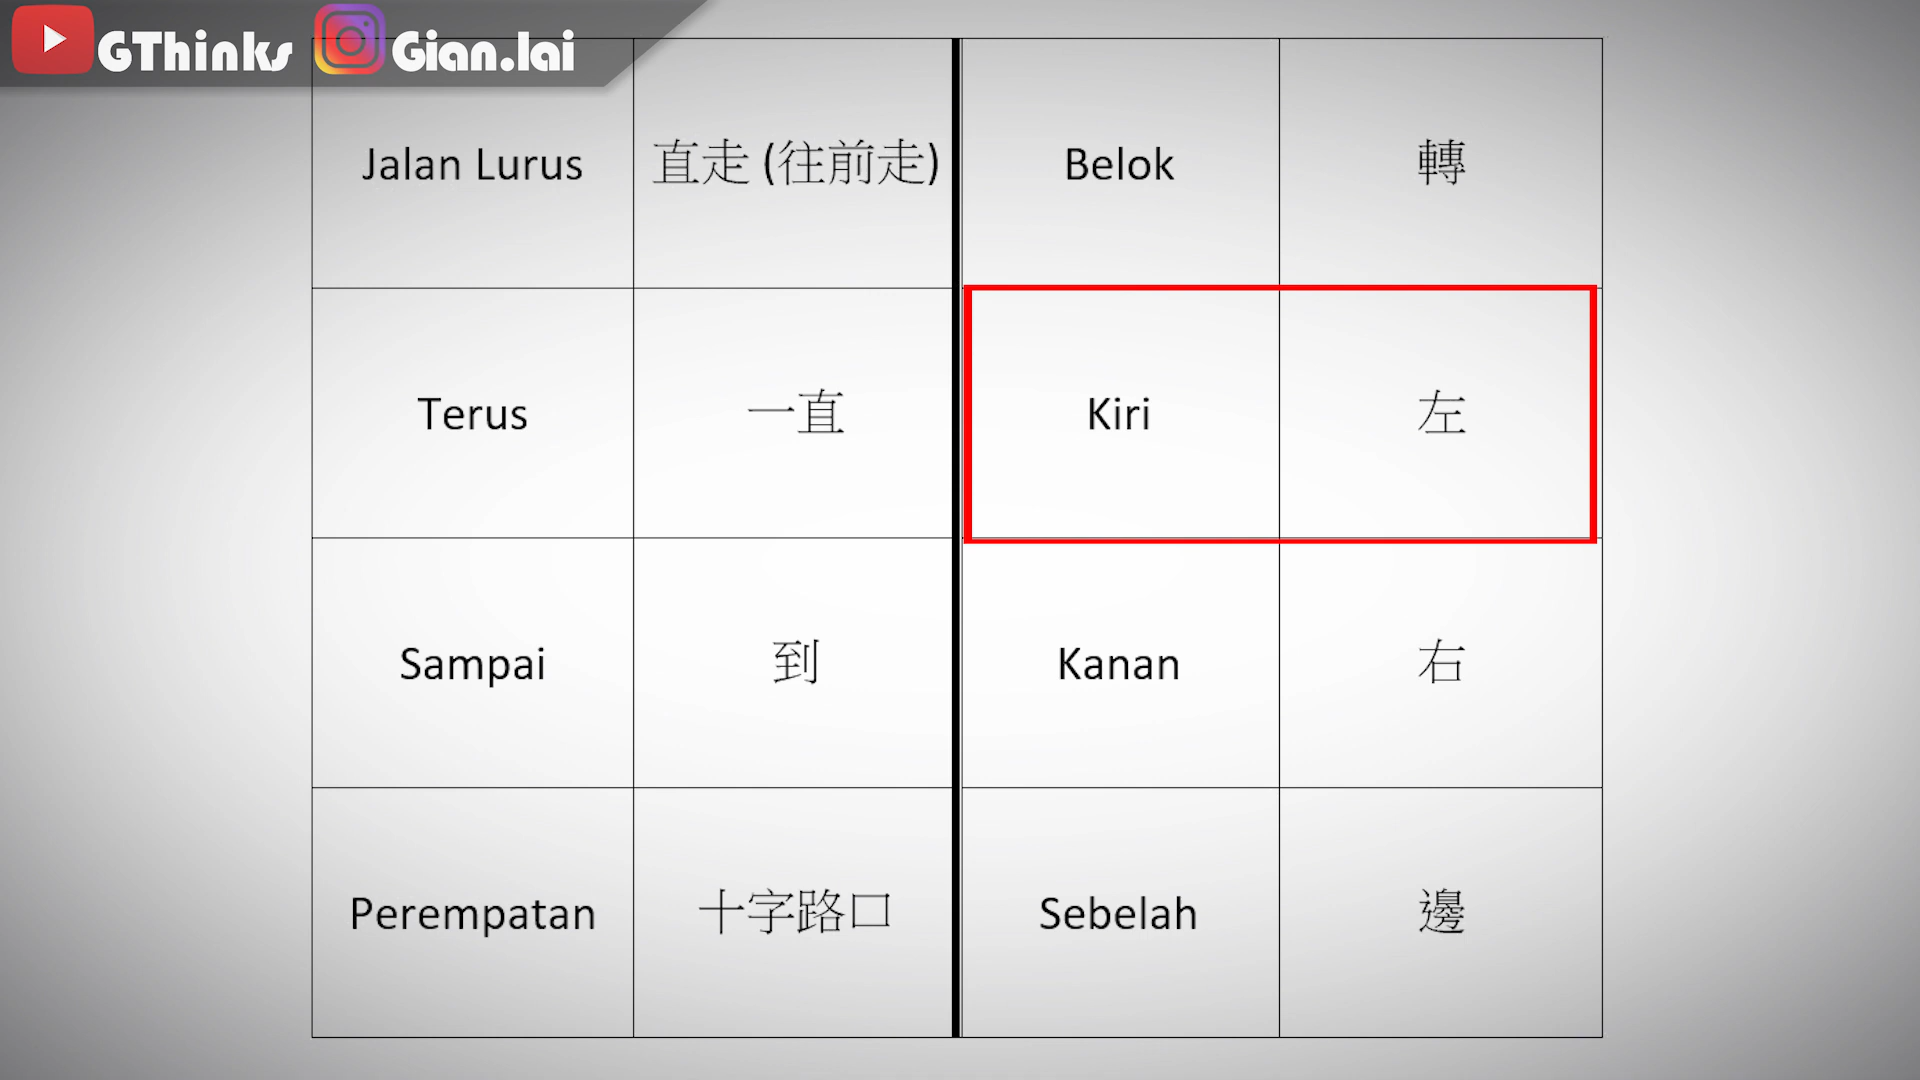 GThinks Gian.lai
Jalan Lurus 直走 (往前走) Belok 轉
Terus 一直 Kiri 左
Sampai 到 Kanan 右
Perempatan 十字路口 Sebelah 邊